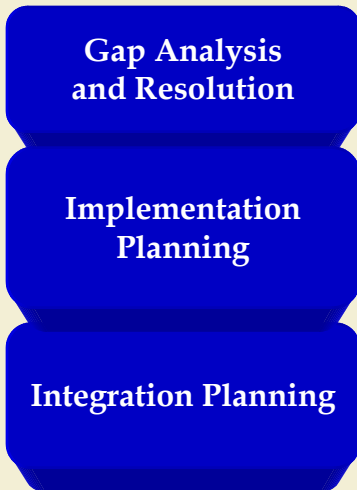 Gap Analysis
and Resolution
Implementation
Planning
Integration Planning